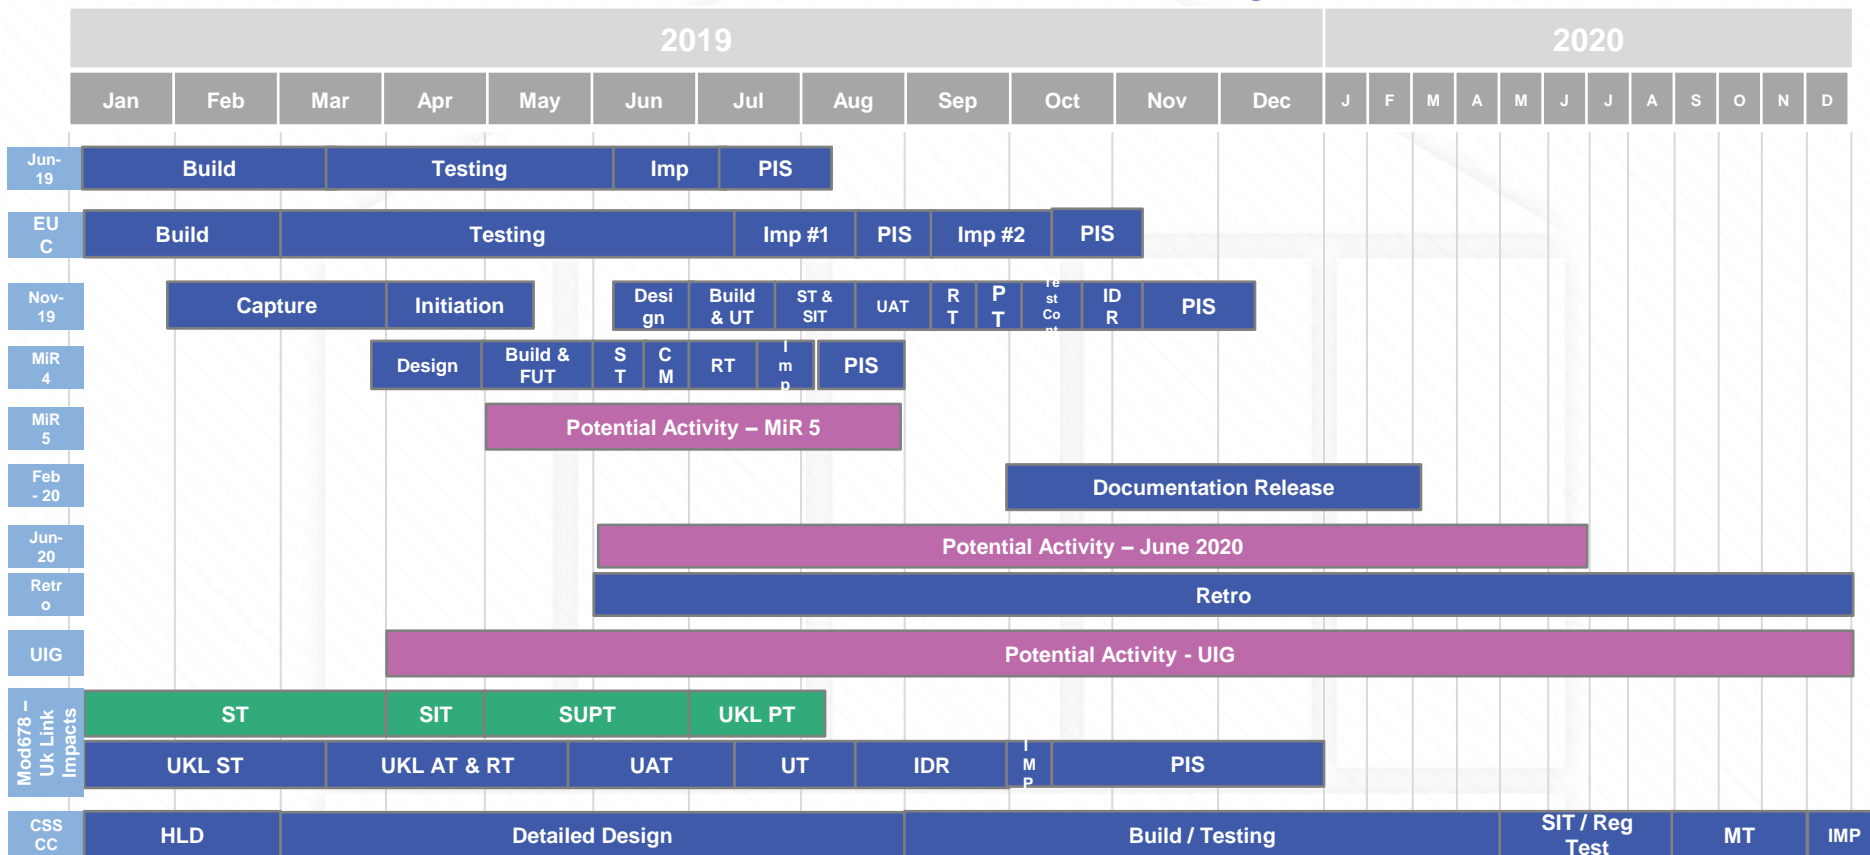 2019 2020
Jan Feb Mar Apr May Jun Jul Aug Sep Oct Nov Dec J F M A M J J A S O N D
Jun-
19
Build Testing Imp PIS
EU
C
Build Testing Imp #1 PIS Imp #2 PIS
Nov-
19
Capture Initiation
Desi
gn
Build
& UT
ST &
SIT
UAT
R
T
P
T
Te
st
Co
nt
ID
R
PIS
MiR
4
Design
Build &
FUT
S
T
C
M
RT
I
m
p
PIS
MiR
5
Potential Activity – MiR 5
Feb
- 20
Documentation Release
Jun-
20
Potential Activity – June 2020
Retr
o
Retro
UIG
Potential Activity - UIG
Mod678 –
Uk Link
Impacts
ST SIT SUPT UKL PT
UKL ST UKL AT & RT UAT UT IDR
I
M
P
PIS
CSS
CC
HLD Detailed Design Build / Testing
SIT / Reg
Test
MT IMP